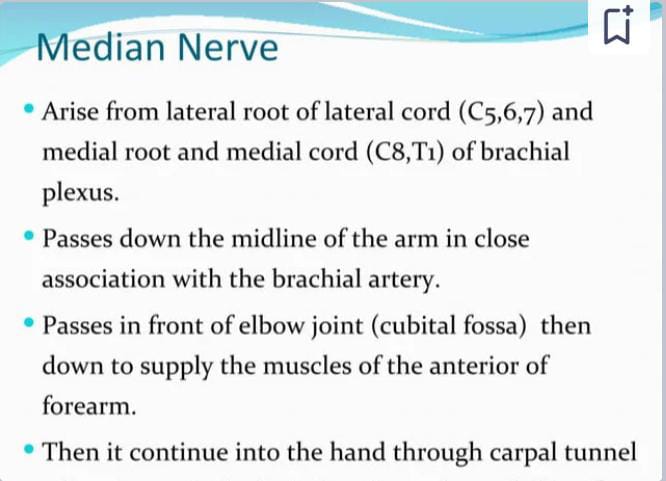 Median Nerve
• Arise from lateral root of lateral cord (C5,6,7) and
medial root and medial cord (C8,T1) of brachial
plexus.
• Passes down the midline of the arm in close
association with the brachial artery.
• Passes in front of elbow joint (cubital fossa) then
down to supply the muscles of the anterior of
forearm.
• Then it continue into the hand through carpal tunnel